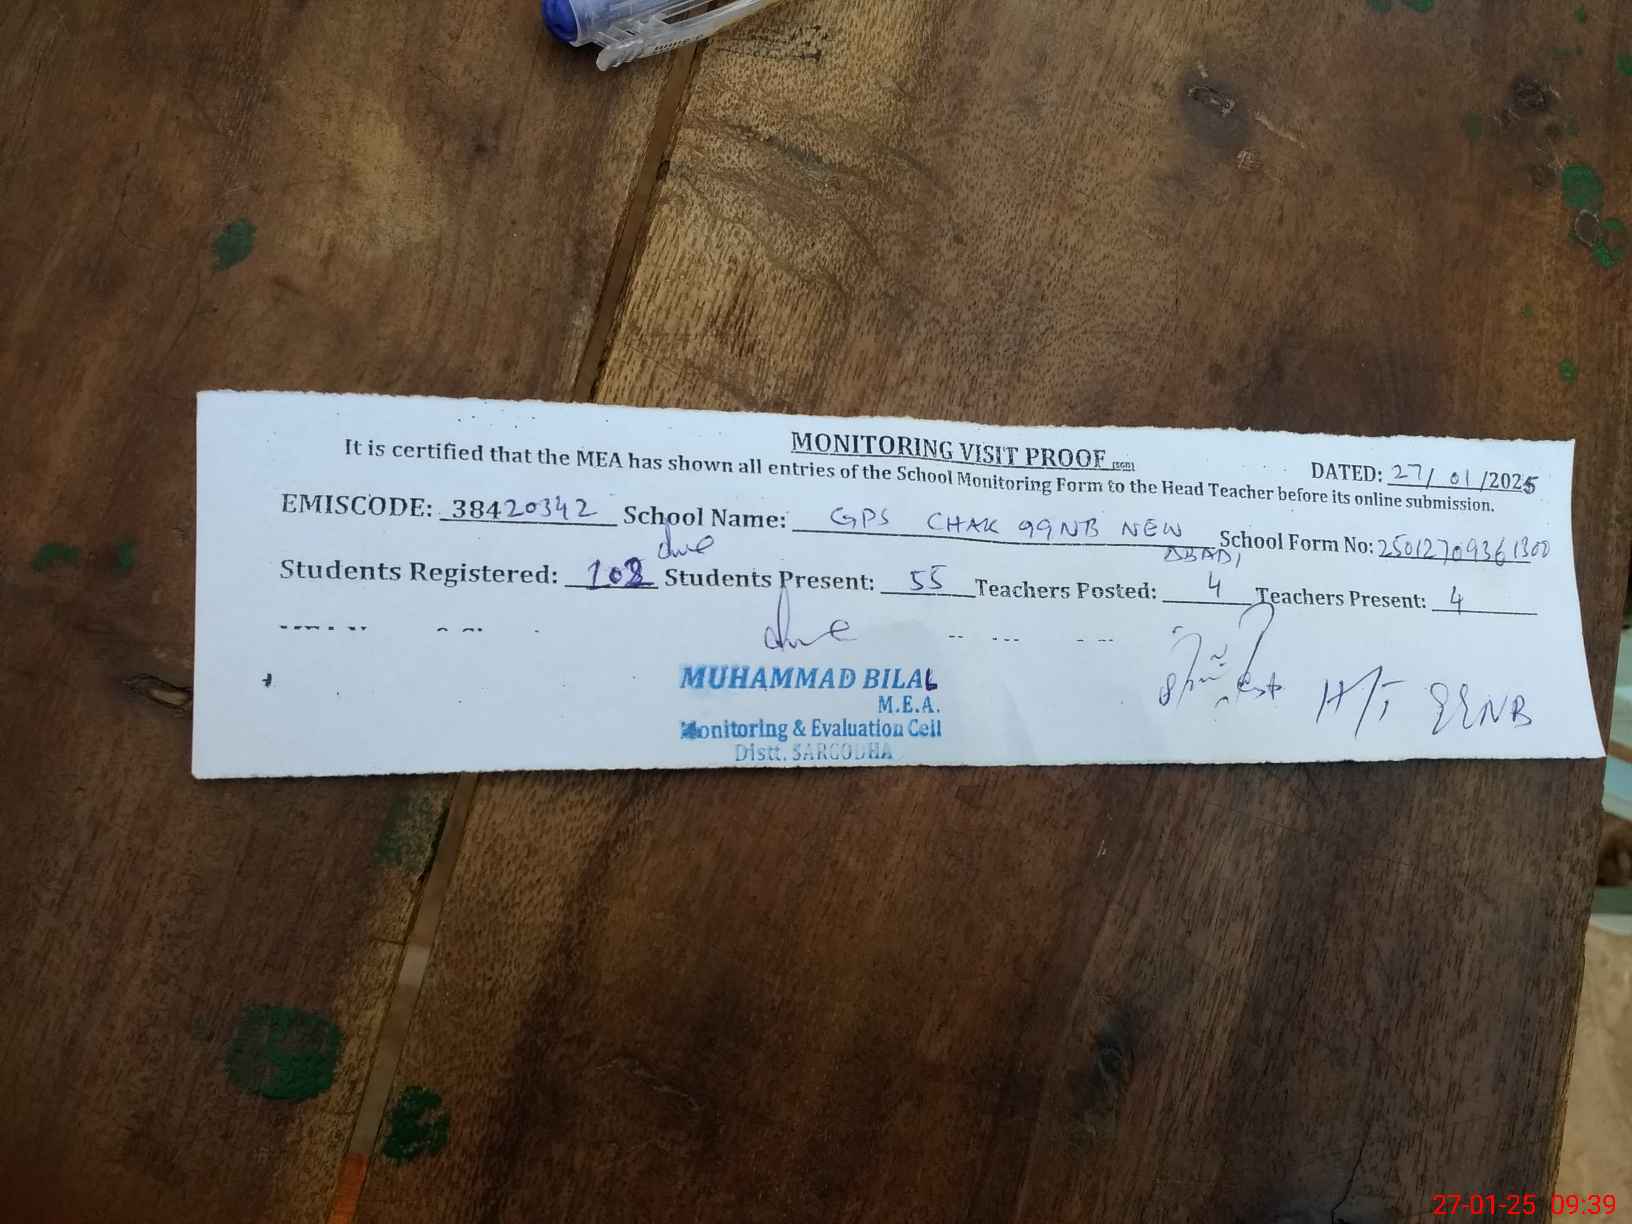 MONITORING VISIT PROOF (SGD)
DATED: 27/01/2025
It is certified that the MEA has shown all entries of the School Monitoring Form to the Head Teacher before its online submission.
EMISCODE: 38420342 School Name: GPS CHAK 99NB NEW ABADI School Form No: 25012709361300
Students Registered: 108 Students Present: 55 Teachers Posted: 4 Teachers Present: 4
MUHAMMAD BILAL
M.E.A.
Monitoring & Evaluation Cell
Distt. SARGODHA
H/T 99NB
27-01-25 09:39